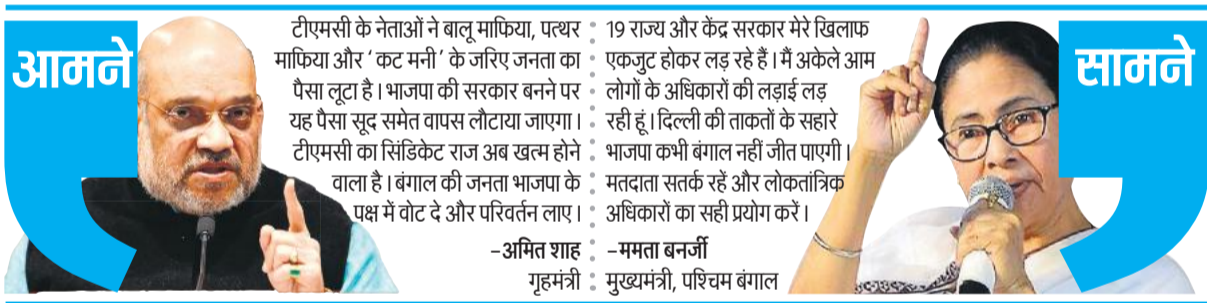 आमने
टीएमसी के नेताओं ने बालू माफिया, पत्थर
माफिया और ‘ कट मनी ’ के जरिए जनता का
पैसा लूटा है। भाजपा की सरकार बनने पर
यह पैसा सूद समेत वापस लौटाया जाएगा।
टीएमसी का सिंडिकेट राज अब खत्म होने
वाला है। बंगाल की जनता भाजपा के
पक्ष में वोट दे और परिवर्तन लाए।
–अमित शाह
गृहमंत्री
19 राज्य और केंद्र सरकार मेरे खिलाफ
एकजुट होकर लड़ रहे हैं। मैं अकेले आम
लोगों के अधिकारों की लड़ाई लड़
रही हूं। दिल्ली की ताकतों के सहारे
भाजपा कभी बंगाल नहीं जीत पाएगी।
मतदाता सतर्क रहें और लोकतांत्रिक
अधिकारों का सही प्रयोग करें।
–ममता बनर्जी
मुख्यमंत्री, पश्चिम बंगाल
सामने